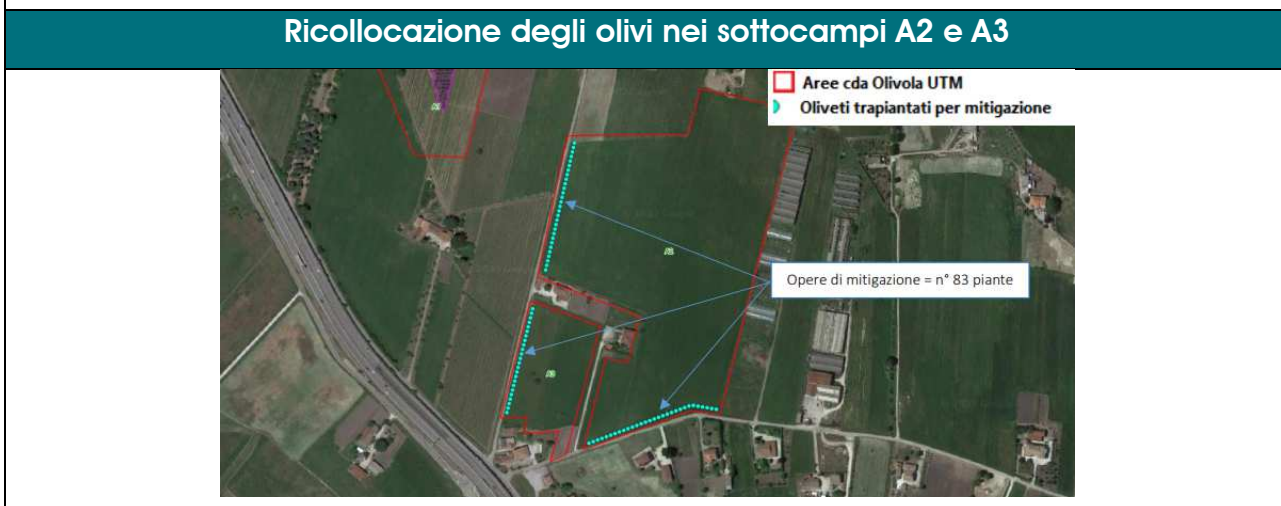 Ricollocazione degli olivi nei sottocampi A2 e A3
Aree cda Olivola UTM
Oliveti trapiantati per mitigazione
Opere di mitigazione = n° 83 piante